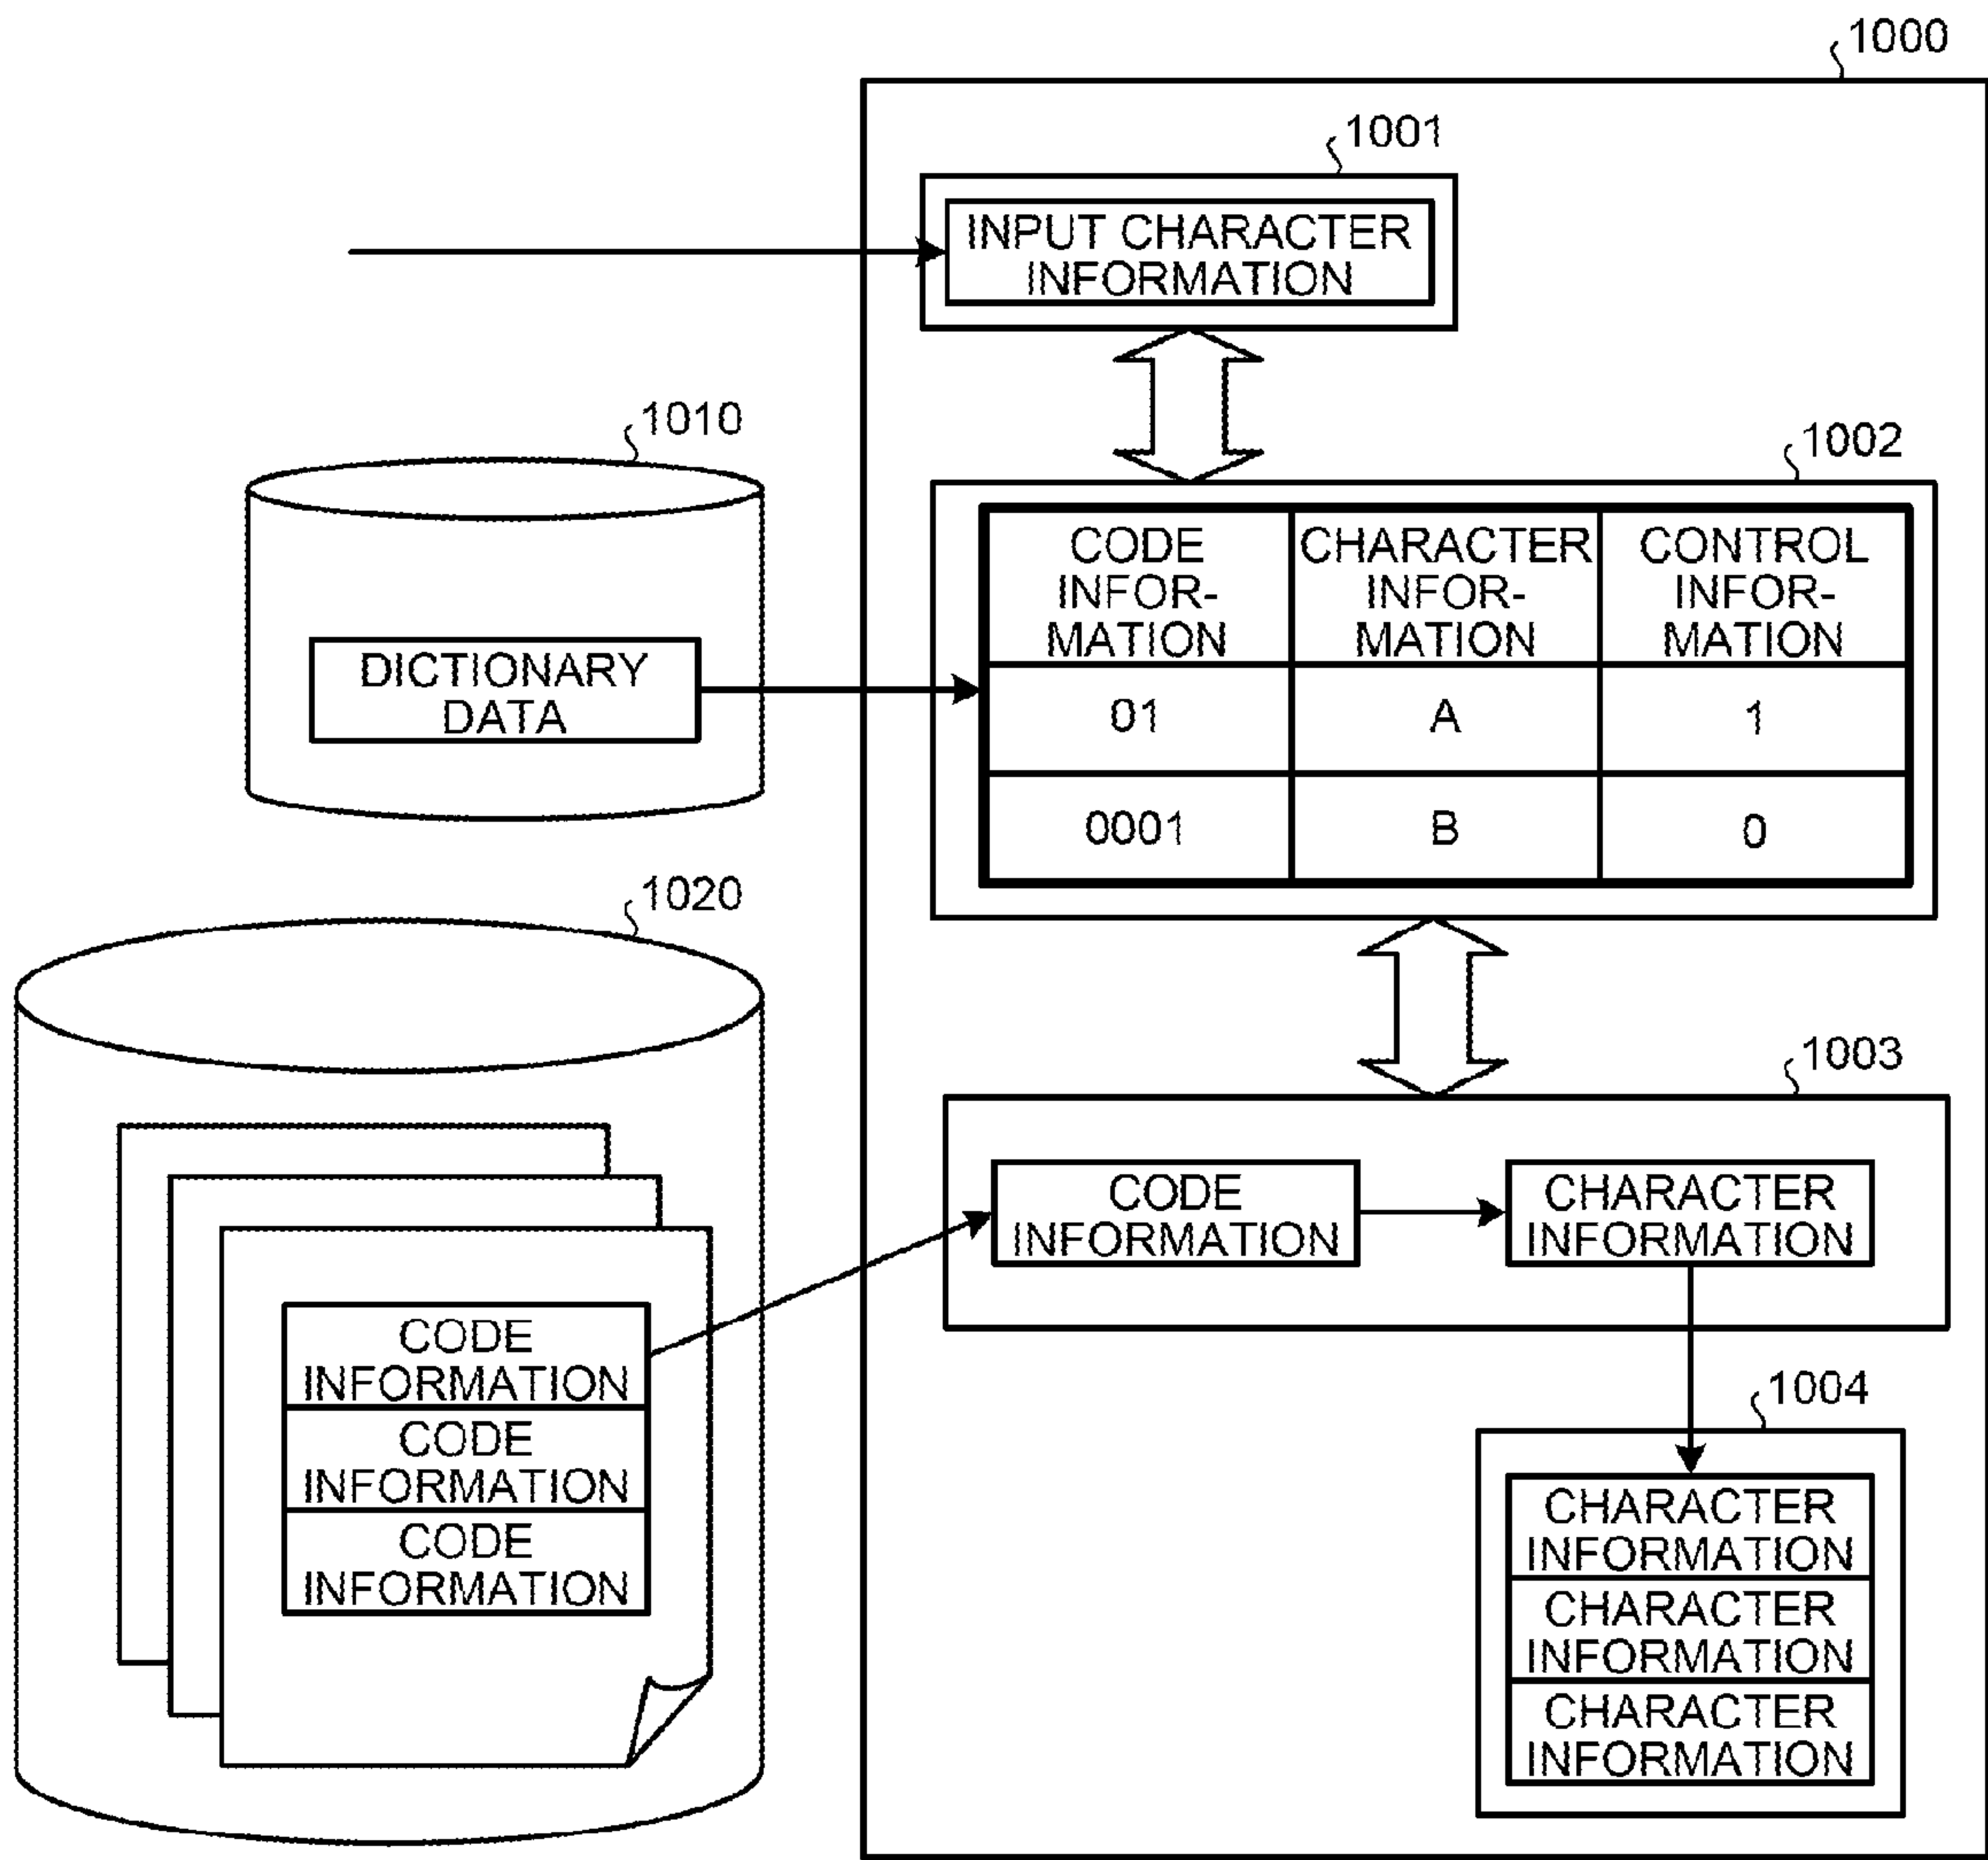 1000
1001
INPUT CHARACTER
INFORMATION
1010
DICTIONARY
DATA
1002
CODE
INFOR-
MATION
CHARACTER
INFOR-
MATION
CONTROL
INFOR-
MATION
01
A
1
0001
B
0
1020
CODE
INFORMATION
CODE
INFORMATION
CODE
INFORMATION
1003
CODE
INFORMATION
CHARACTER
INFORMATION
1004
CHARACTER
INFORMATION
CHARACTER
INFORMATION
CHARACTER
INFORMATION